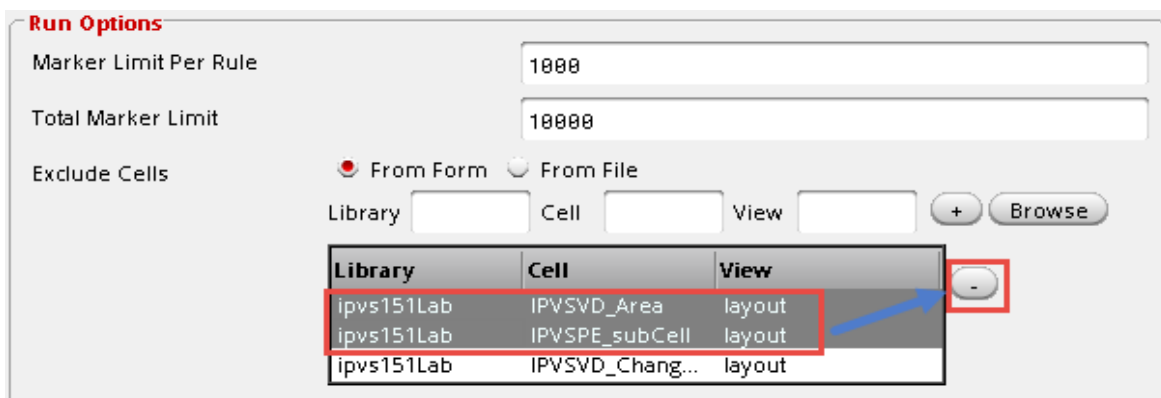 Run Options
Marker Limit Per Rule 1000
Total Marker Limit 10000
Exclude Cells From Form From File
Library Cell View + Browse
Library Cell View
-
ipvs151Lab IPVSVD_Area layout
ipvs151Lab IPVSPE_subCell layout
ipvs151Lab IPVSVD_Chang... layout